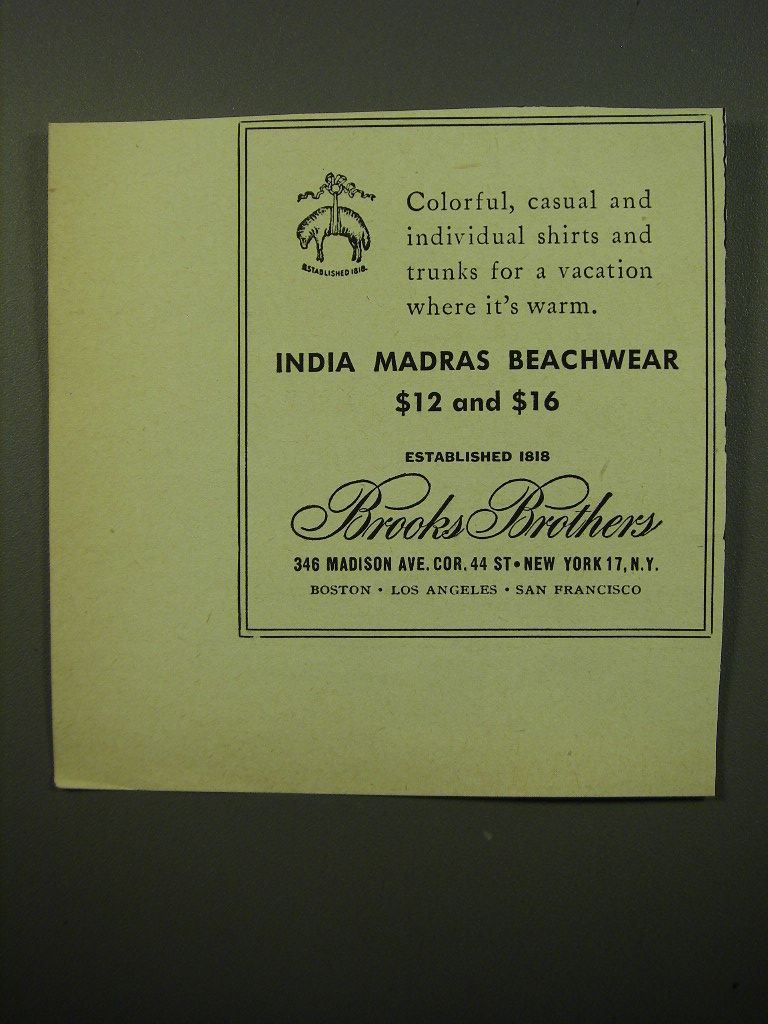 ESTABLISHED 1818.
Colorful, casual and
individual shirts and
trunks for a vacation
where it's warm.
INDIA MADRAS BEACHWEAR
$12 and $16
ESTABLISHED 1818
Brooks Brothers
346 MADISON AVE. COR. 44 ST • NEW YORK 17, N.Y.
BOSTON • LOS ANGELES • SAN FRANCISCO